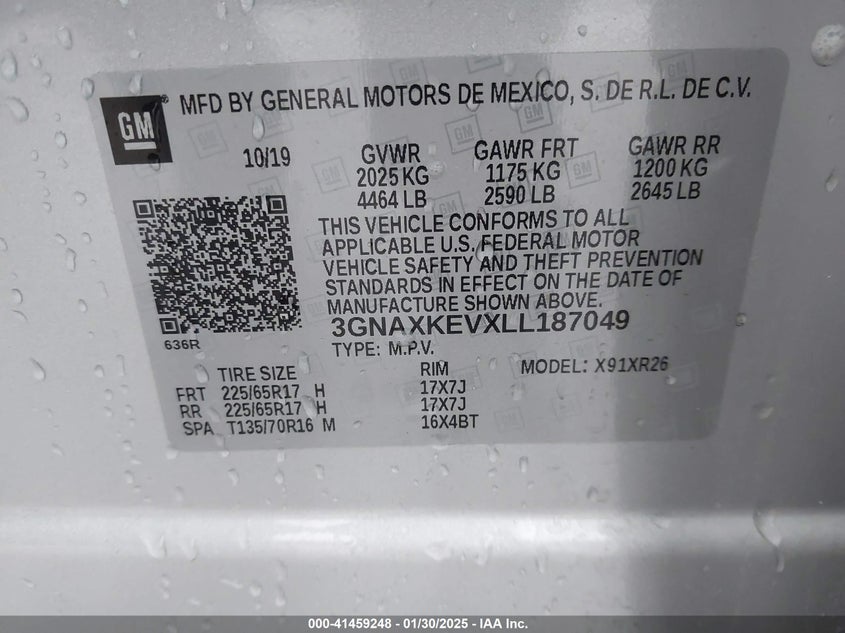 GM
MFD BY GENERAL MOTORS DE MEXICO, S. DE R.L. DE C.V.
10/19 GVWR GAWR FRT GAWR RR
2025 KG 1175 KG 1200 KG
4464 LB 2590 LB 2645 LB
THIS VEHICLE CONFORMS TO ALL
APPLICABLE U.S. FEDERAL MOTOR
VEHICLE SAFETY AND THEFT PREVENTION
STANDARDS IN EFFECT ON THE DATE OF
MANUFACTURE SHOWN ABOVE.
3GNAXKEVXLL187049
636R
TYPE: M.P.V.
TIRE SIZE RIM MODEL: X91XR26
FRT 225/65R17 H 17X7J
RR 225/65R17 H 17X7J
SPA T135/70R16 M 16X4BT
000-41459248 - 01/30/2025 - IAA Inc.